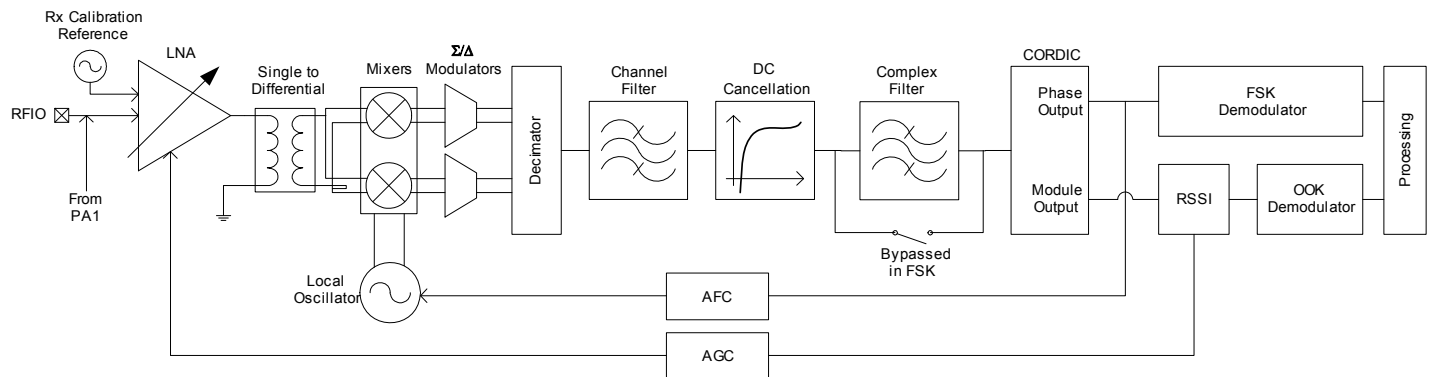 Rx Calibration
Reference
LNA
RFIO
From
PA1
Single to
Differential
Mixers
Σ/Δ
Modulators
Local
Oscillator
Decimator
Channel
Filter
DC
Cancellation
Complex
Filter
Bypassed
in FSK
CORDIC
Phase
Output
Module
Output
FSK
Demodulator
RSSI
OOK
Demodulator
Processing
AFC
AGC